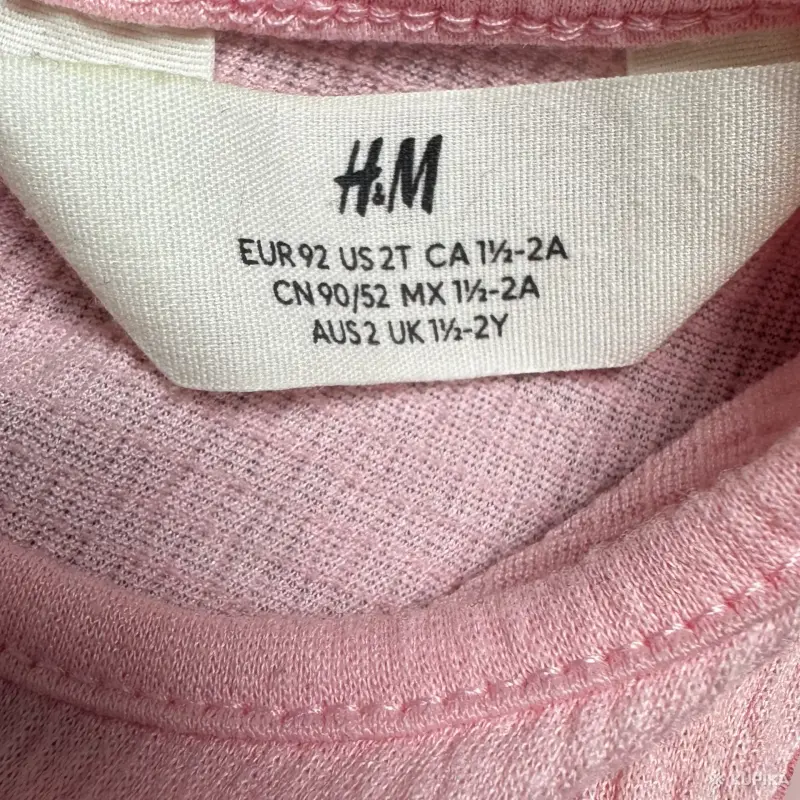 H&M
EUR 92 US 2T CA 1½-2A
CN 90/52 MX 1½-2A
AUS 2 UK 1½-2Y
KUPIKA